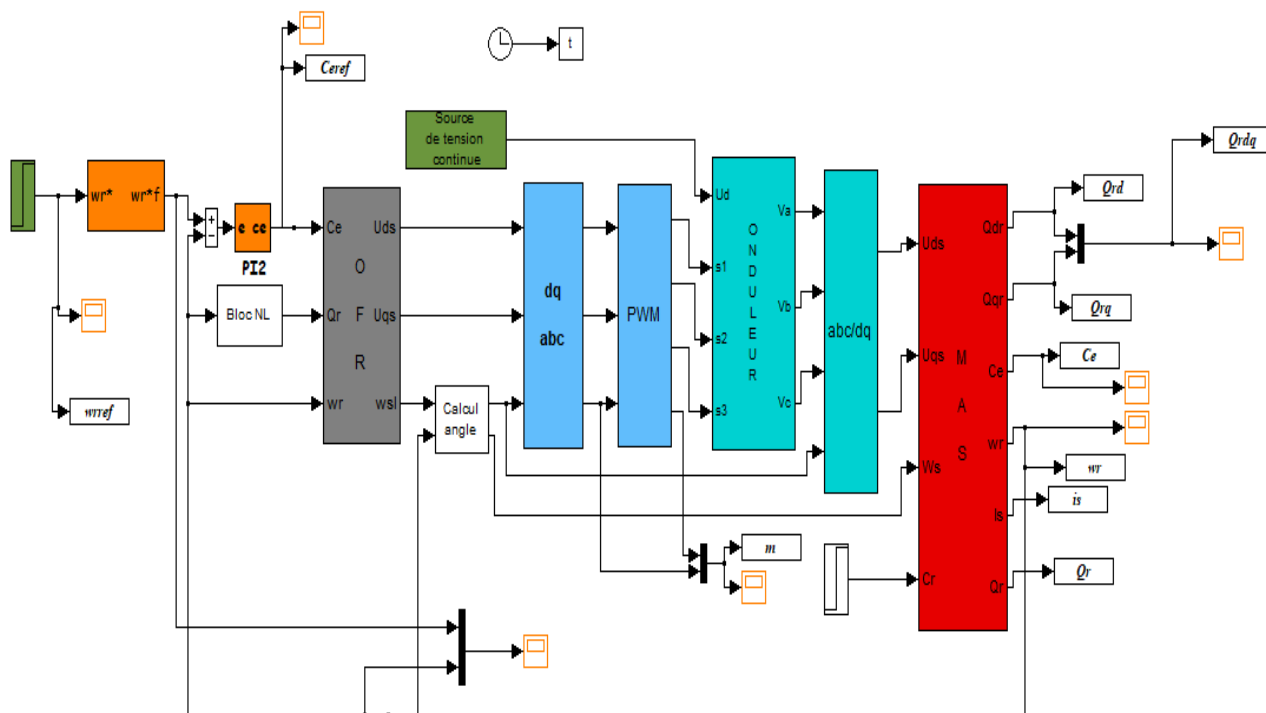 t
Ceref
Source
de tension
continue
Qrdq
wr*
wr*f
+
−
e
ce
PI2
Bloc NL
wrref
Ce
Qr
wr
O
F
R
Uds
Uqs
wsl
Calcul
angle
dq
abc
PWM
Ud
s1
s2
s3
O
N
D
U
L
E
U
R
Va
Vb
Vc
abc/dq
Uds
Uqs
Ws
Cr
M
A
S
Qdr
Qqr
Ce
wr
Is
Qr
Qrd
Qrq
Ce
wr
is
Qr
m